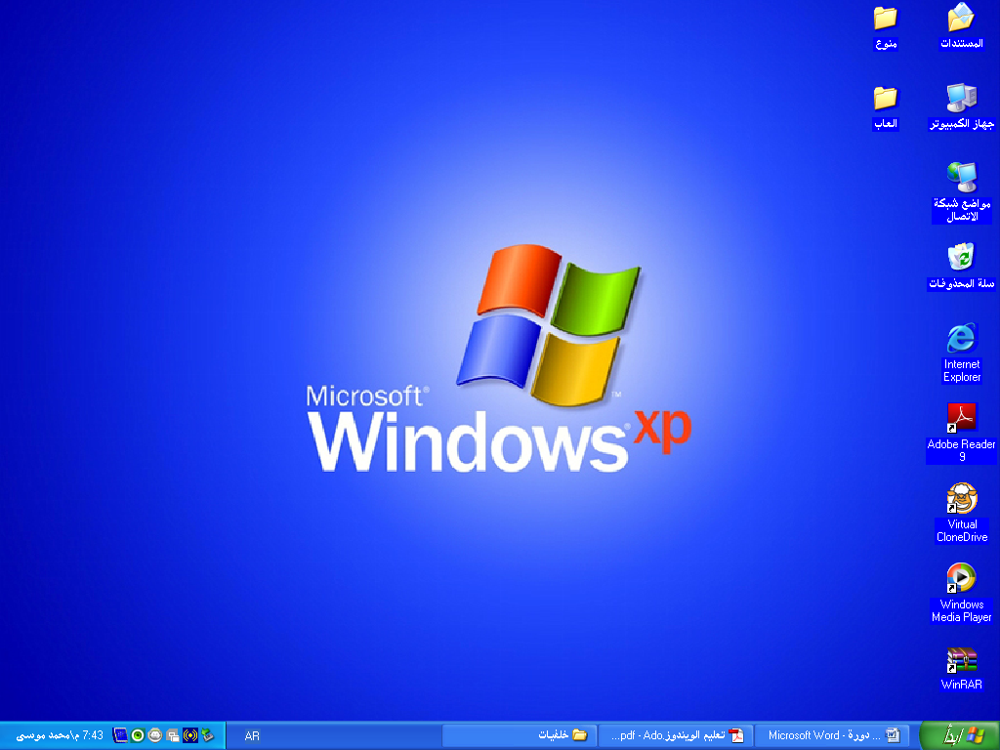 المستندات
جهاز الكمبيوتر
مواضع شبكة
الاتصال
سلة المحذوفات
Internet
Explorer
Adobe Reader
9
Virtual
CloneDrive
Windows
Media Player
WinRAR
منوع
العاب
Microsoft®
Windows® xp ™
ابدأ
... دورة - Microsoft Word
تعليم الويندوز.pdf - Ado...
خلفيات
AR
7:43 م\محمد موسى